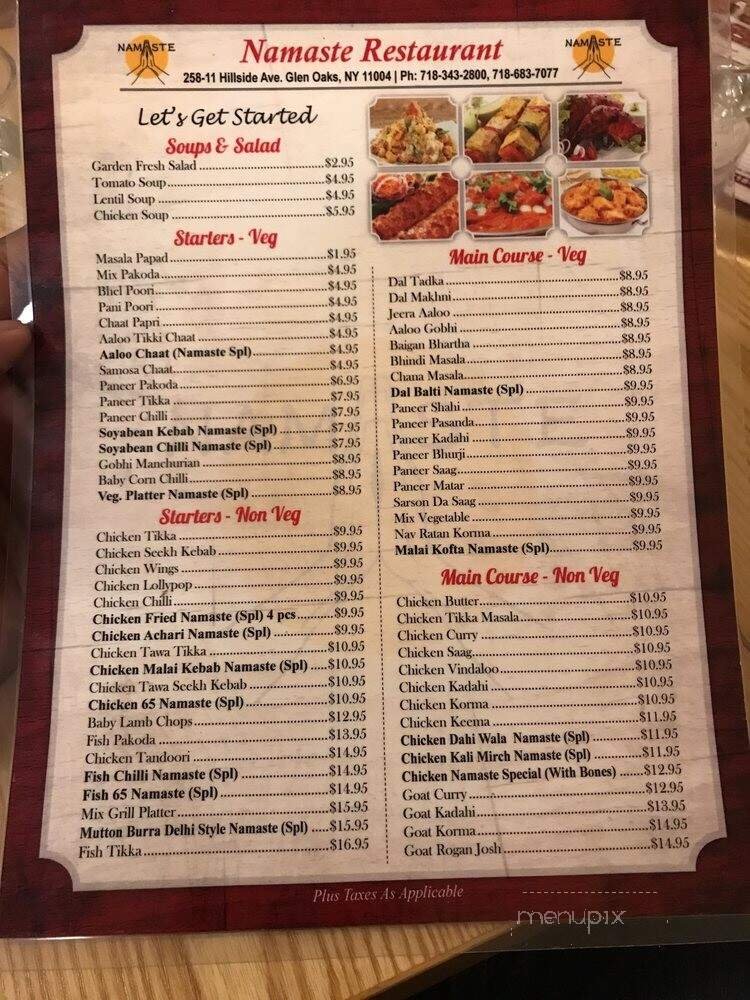 NAMASTE
Namaste Restaurant
NAMASTE
258-11 Hillside Ave. Glen Oaks, NY 11004 | Ph: 718-343-2800, 718-683-7077
Let's Get Started
Soups & Salad
Garden Fresh Salad ..... $2.95
Tomato Soup ..... $4.95
Lentil Soup ..... $4.95
Chicken Soup ..... $5.95
Starters - Veg
Masala Papad ..... $1.95
Mix Pakoda ..... $4.95
Bhel Poori ..... $4.95
Pani Poori ..... $4.95
Chaat Papri ..... $4.95
Aaloo Tikki Chaat ..... $4.95
Aaloo Chaat (Namaste Spl) ..... $4.95
Samosa Chaat ..... $4.95
Paneer Pakoda ..... $6.95
Paneer Tikka ..... $7.95
Paneer Chilli ..... $7.95
Soyabean Kebab Namaste (Spl) ..... $7.95
Soyabean Chilli Namaste (Spl) ..... $7.95
Gobhi Manchurian ..... $8.95
Baby Corn Chilli ..... $8.95
Veg. Platter Namaste (Spl) ..... $8.95
Starters - Non Veg
Chicken Tikka ..... $9.95
Chicken Seekh Kebab ..... $9.95
Chicken Wings ..... $9.95
Chicken Lollypop ..... $9.95
Chicken Chilli ..... $9.95
Chicken Fried Namaste (Spl) 4 pcs ..... $9.95
Chicken Achari Namaste (Spl) ..... $9.95
Chicken Tawa Tikka ..... $10.95
Chicken Malai Kebab Namaste (Spl) ..... $10.95
Chicken Tawa Seekh Kebab ..... $10.95
Chicken 65 Namaste (Spl) ..... $10.95
Baby Lamb Chops ..... $12.95
Fish Pakoda ..... $13.95
Chicken Tandoori ..... $14.95
Fish Chilli Namaste (Spl) ..... $14.95
Fish 65 Namaste (Spl) ..... $14.95
Mix Grill Platter ..... $15.95
Mutton Burra Delhi Style Namaste (Spl) ..... $15.95
Fish Tikka ..... $16.95
Main Course - Veg
Dal Tadka ..... $8.95
Dal Makhni ..... $8.95
Jeera Aaloo ..... $8.95
Aaloo Gobhi ..... $8.95
Baigan Bhartha ..... $8.95
Bhindi Masala ..... $8.95
Chana Masala ..... $8.95
Dal Balti Namaste (Spl) ..... $9.95
Paneer Shahi ..... $9.95
Paneer Pasanda ..... $9.95
Paneer Kadahi ..... $9.95
Paneer Bhurji ..... $9.95
Paneer Saag ..... $9.95
Paneer Matar ..... $9.95
Sarson Da Saag ..... $9.95
Mix Vegetable ..... $9.95
Nav Ratan Korma ..... $9.95
Malai Kofta Namaste (Spl) ..... $9.95
Main Course - Non Veg
Chicken Butter ..... $10.95
Chicken Tikka Masala ..... $10.95
Chicken Curry ..... $10.95
Chicken Saag ..... $10.95
Chicken Vindaloo ..... $10.95
Chicken Kadahi ..... $10.95
Chicken Korma ..... $10.95
Chicken Keema ..... $11.95
Chicken Dahi Wala Namaste (Spl) ..... $11.95
Chicken Kali Mirch Namaste (Spl) ..... $11.95
Chicken Namaste Special (With Bones) ..... $12.95
Goat Curry ..... $12.95
Goat Kadahi ..... $13.95
Goat Korma ..... $14.95
Goat Rogan Josh ..... $14.95
Plus Taxes As Applicable
menupix